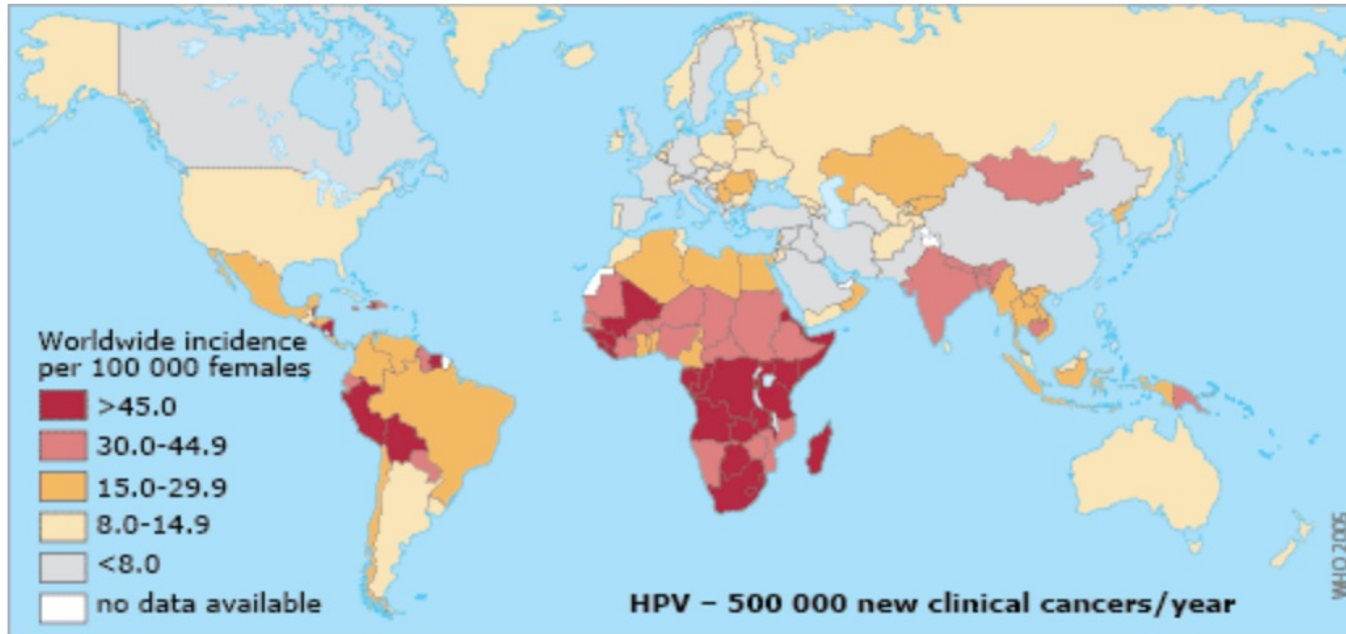 Worldwide incidence
per 100 000 females
>45.0
30.0-44.9
15.0-29.9
8.0-14.9
<8.0
no data available
HPV – 500 000 new clinical cancers/year
WHO 2005